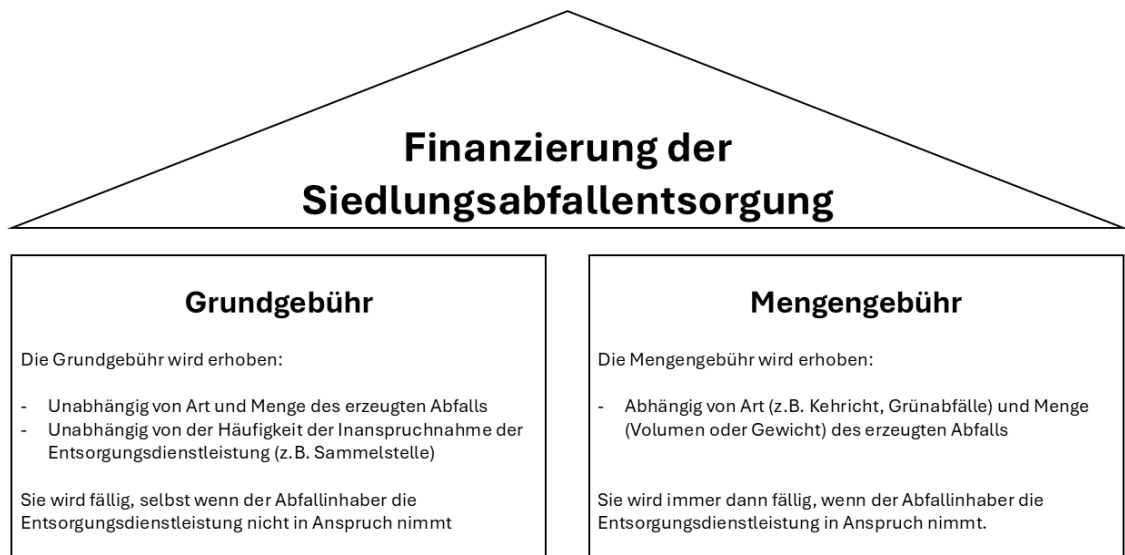 Finanzierung der
Siedlungsabfallentsorgung
Grundgebühr
Die Grundgebühr wird erhoben:
- Unabhängig von Art und Menge des erzeugten Abfalls
- Unabhängig von der Häufigkeit der Inanspruchnahme der
Entsorgungsdienstleistung (z.B. Sammelstelle)
Sie wird fällig, selbst wenn der Abfallinhaber die
Entsorgungsdienstleistung nicht in Anspruch nimmt
Mengengebühr
Die Mengengebühr wird erhoben:
- Abhängig von Art (z.B. Kehricht, Grünabfälle) und Menge
(Volumen oder Gewicht) des erzeugten Abfalls
Sie wird immer dann fällig, wenn der Abfallinhaber die
Entsorgungsdienstleistung in Anspruch nimmt.